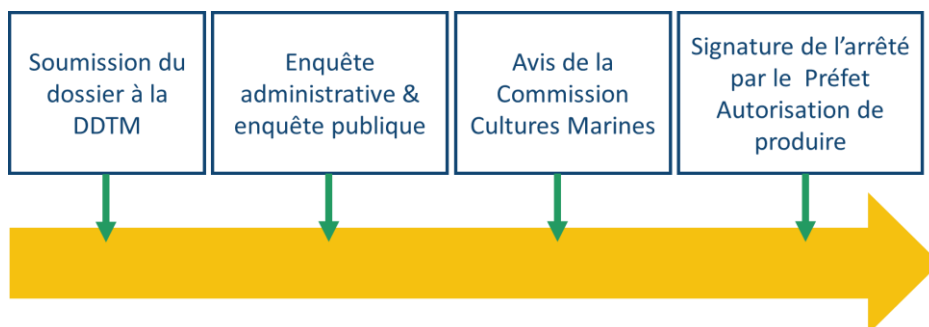 Soumission du
dossier à la
DDTM
Enquête
administrative &
enquête publique
Avis de la
Commission
Cultures Marines
Signature de l’arrêté
par le Préfet
Autorisation de
produire